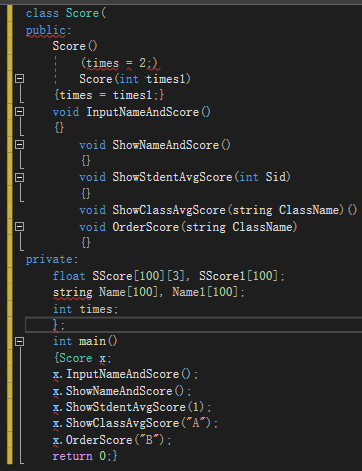 class Score(
public:
Score()
(times = 2;)
Score(int times1)
{times = times1;}
void InputNameAndScore()
{}
void ShowNameAndScore()
{}
void ShowStdentAvgScore(int Sid)
{}
void ShowClassAvgScore(string ClassName)()
void OrderScore(string ClassName)
{}
private:
float SScore[100][3], SScore1[100];
string Name[100], Name1[100];
int times;
};
int main()
{Score x;
x.InputNameAndScore();
x.ShowNameAndScore();
x.ShowStdentAvgScore(1);
x.ShowClassAvgScore("A");
x.OrderScore("B");
return 0;}